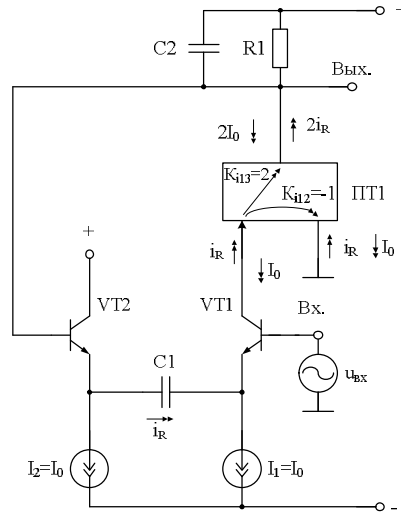 C2
R1
Вых.
2I₀
2i_R
K_i13=2
K_i12=-1
ПТ1
i_R
I₀
i_R
I₀
+
Вх.
VT2
VT1
C1
u_вх
i_R
I₂=I₀
I₁=I₀
-